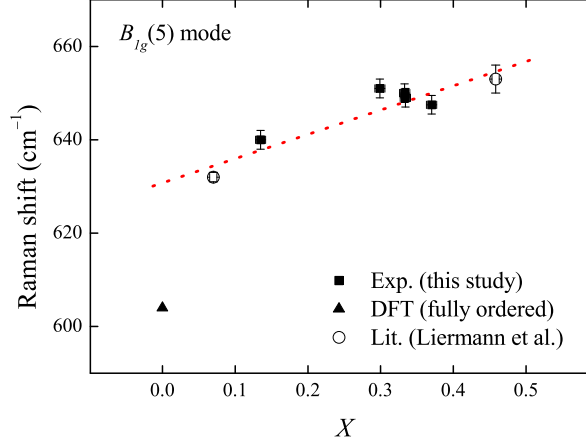 B1g(5) mode
660
640
620
600
Raman shift (cm−1)
Exp. (this study)
DFT (fully ordered)
Lit. (Liermann et al.)
0.0 0.1 0.2 0.3 0.4 0.5
X